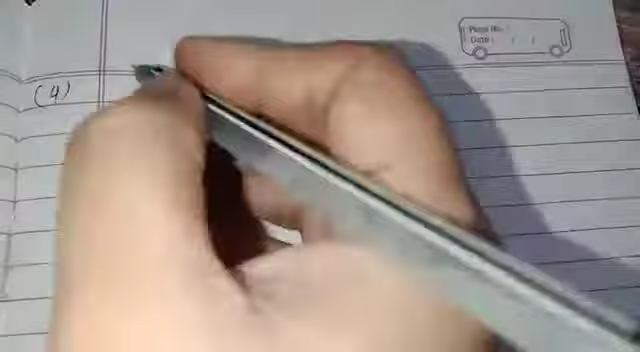 Page No. :
Date : / /
(4)